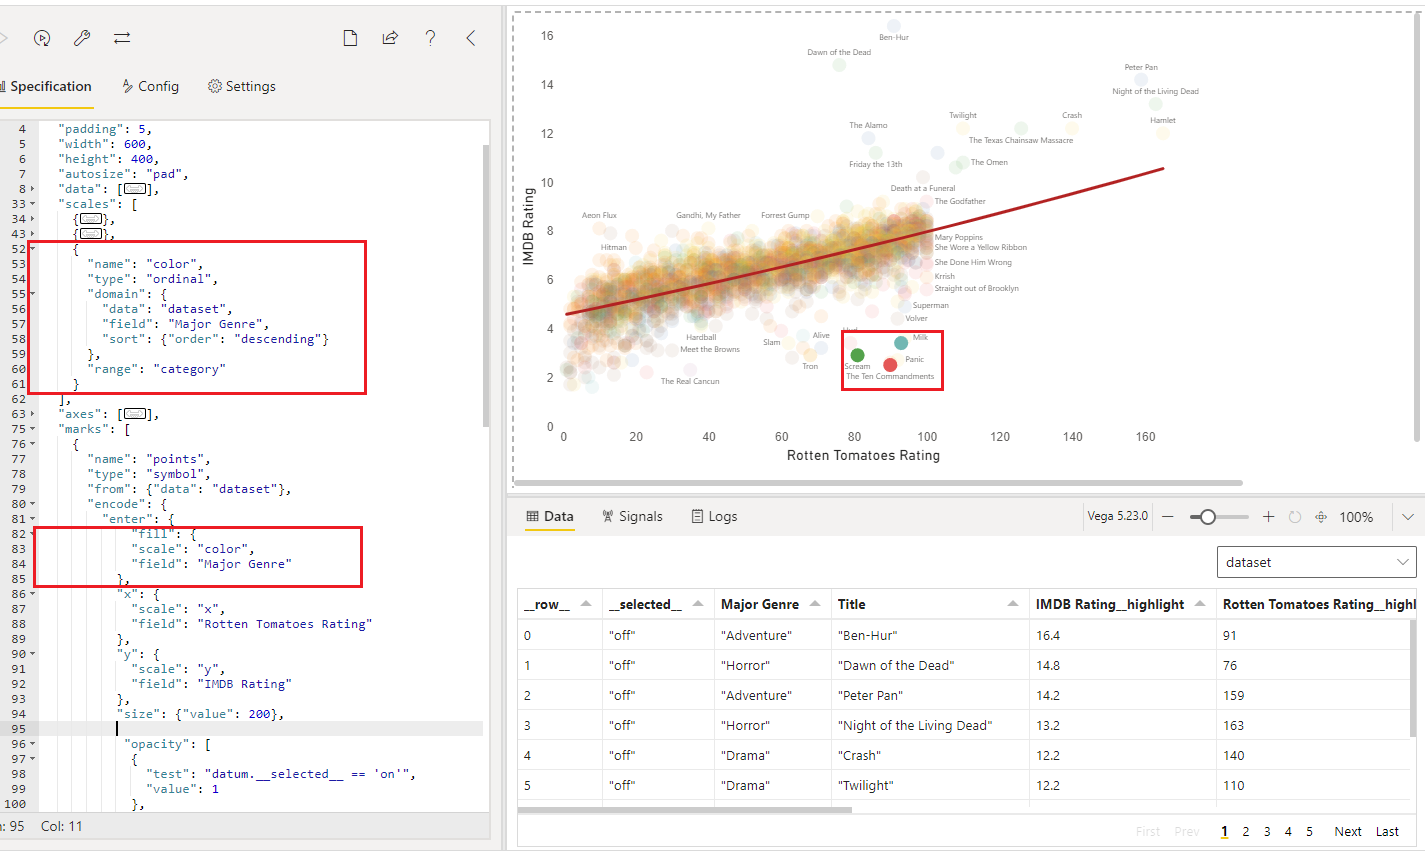 Specification
Config
Settings
4 "padding": 5,
5 "width": 600,
6 "height": 400,
7 "autosize": "pad",
8 "data": [ ],
33 "scales": [
34 { },
43 { },
52 {
53 "name": "color",
54 "type": "ordinal",
55 "domain": {
56 "data": "dataset",
57 "field": "Major Genre",
58 "sort": {"order": "descending"}
59 },
60 "range": "category"
61 }
62 ],
63 "axes": [ ],
75 "marks": [
76 {
77 "name": "points",
78 "type": "symbol",
79 "from": {"data": "dataset"},
80 "encode": {
81 "enter": {
82 "fill": {
83 "scale": "color",
84 "field": "Major Genre"
85 },
86 "x": {
87 "scale": "x",
88 "field": "Rotten Tomatoes Rating"
89 },
90 "y": {
91 "scale": "y",
92 "field": "IMDB Rating"
93 },
94 "size": {"value": 200},
95
96 "opacity": [
97 {
98 "test": "datum.__selected__ == 'on'",
99 "value": 1
100 },
: 95 Col: 11
16
14
12
10
8
6
4
2
0
IMDB Rating
Ben-Hur
Dawn of the Dead
Peter Pan
Night of the Living Dead
Twilight
Crash
Hamlet
The Alamo
The Texas Chainsaw Massacre
Friday the 13th
The Omen
Death at a Funeral
The Godfather
Aeon Flux
Gandhi, My Father
Forrest Gump
Hitman
Mary Poppins
She Wore a Yellow Ribbon
She Done Him Wrong
Krrish
Straight out of Brooklyn
Superman
Volver
Hardball
Alive
Milk
Slam
Meet the Browns
Panic
Tron
Scream
The Real Cancun
The Ten Commandments
0 20 40 60 80 100 120 140 160
Rotten Tomatoes Rating
Data
Signals
Logs
Vega 5.23.0
100%
dataset
__row__ __selected__ Major Genre Title IMDB Rating__highlight Rotten Tomatoes Rating__highl
0 "off" "Adventure" "Ben-Hur" 16.4 91
1 "off" "Horror" "Dawn of the Dead" 14.8 76
2 "off" "Adventure" "Peter Pan" 14.2 159
3 "off" "Horror" "Night of the Living Dead" 13.2 163
4 "off" "Drama" "Crash" 12.2 140
5 "off" "Drama" "Twilight" 12.2 110
First Prev 1 2 3 4 5 Next Last